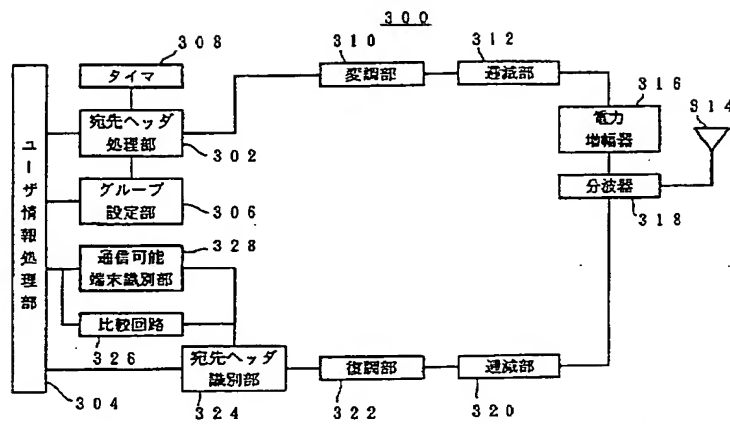 300
308
タイマ
310
変調部
312
逓減部
316
電力
増幅器
314
宛先ヘッダ
処理部
302
分波器
318
グループ
設定部
306
ユーザ情報処理部
328
通信可能
端末識別部
比較回路
326
宛先ヘッダ
識別部
324
復調部
322
逓減部
320
304